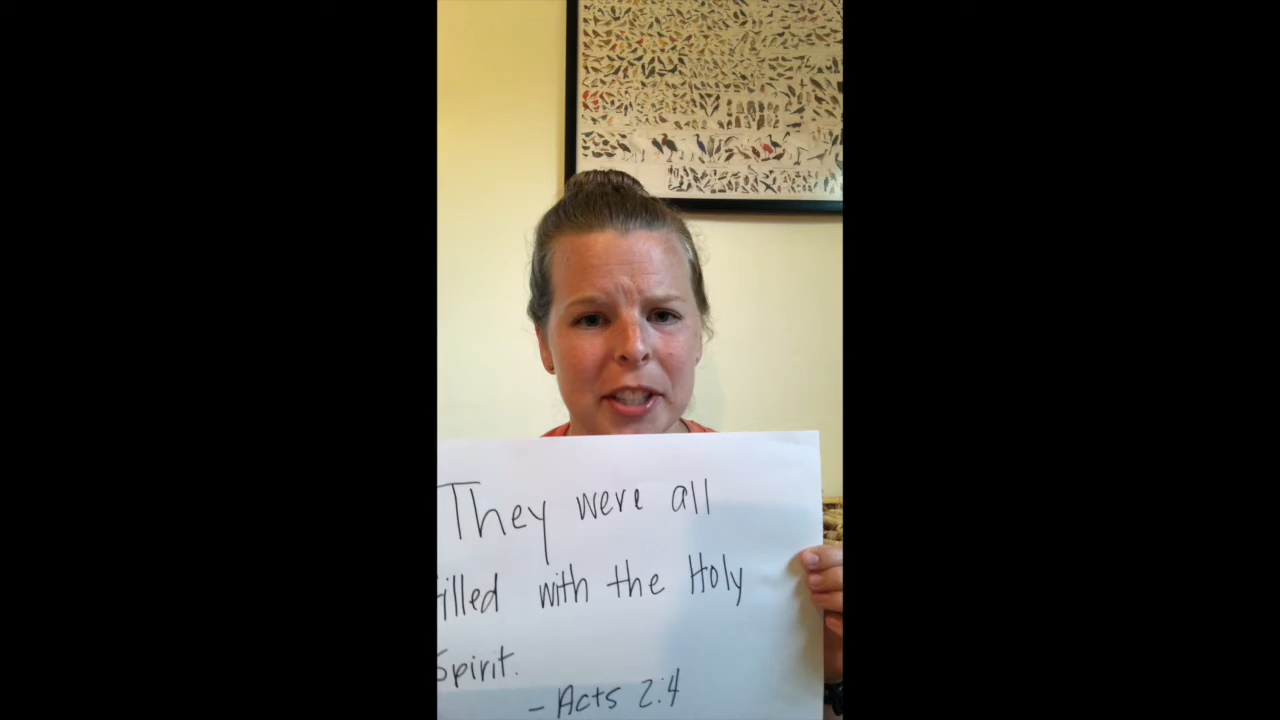 They were all
filled with the Holy
Spirit.
- Acts 2:4